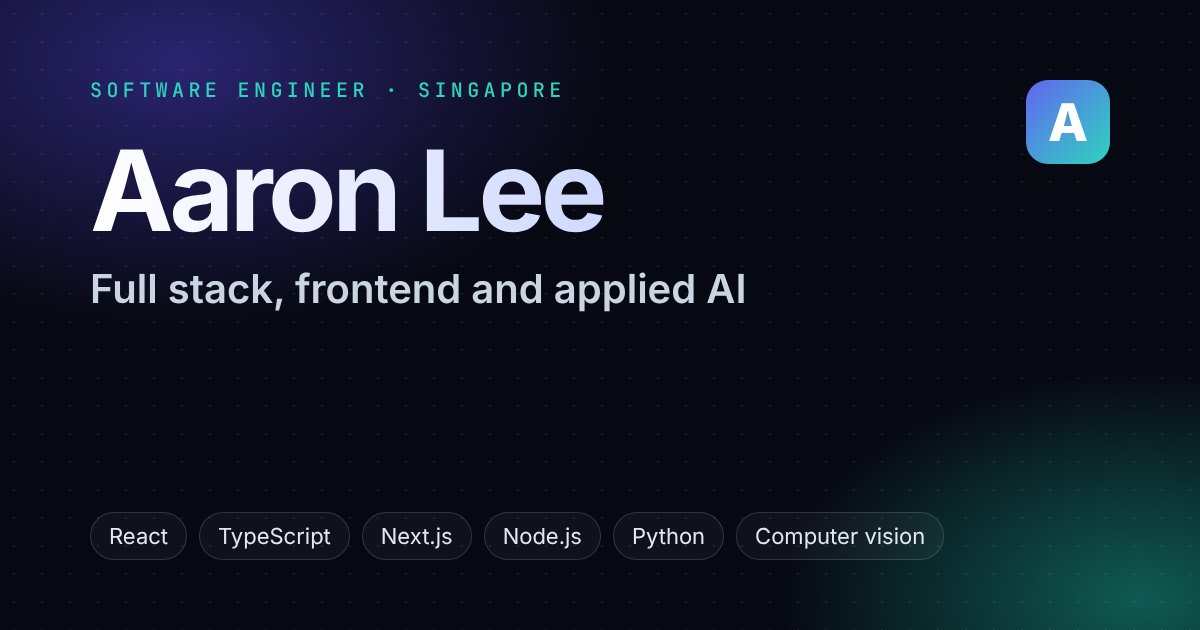 SOFTWARE ENGINEER · SINGAPORE
A
Aaron Lee
Full stack, frontend and applied AI
React TypeScript Next.js Node.js Python Computer vision